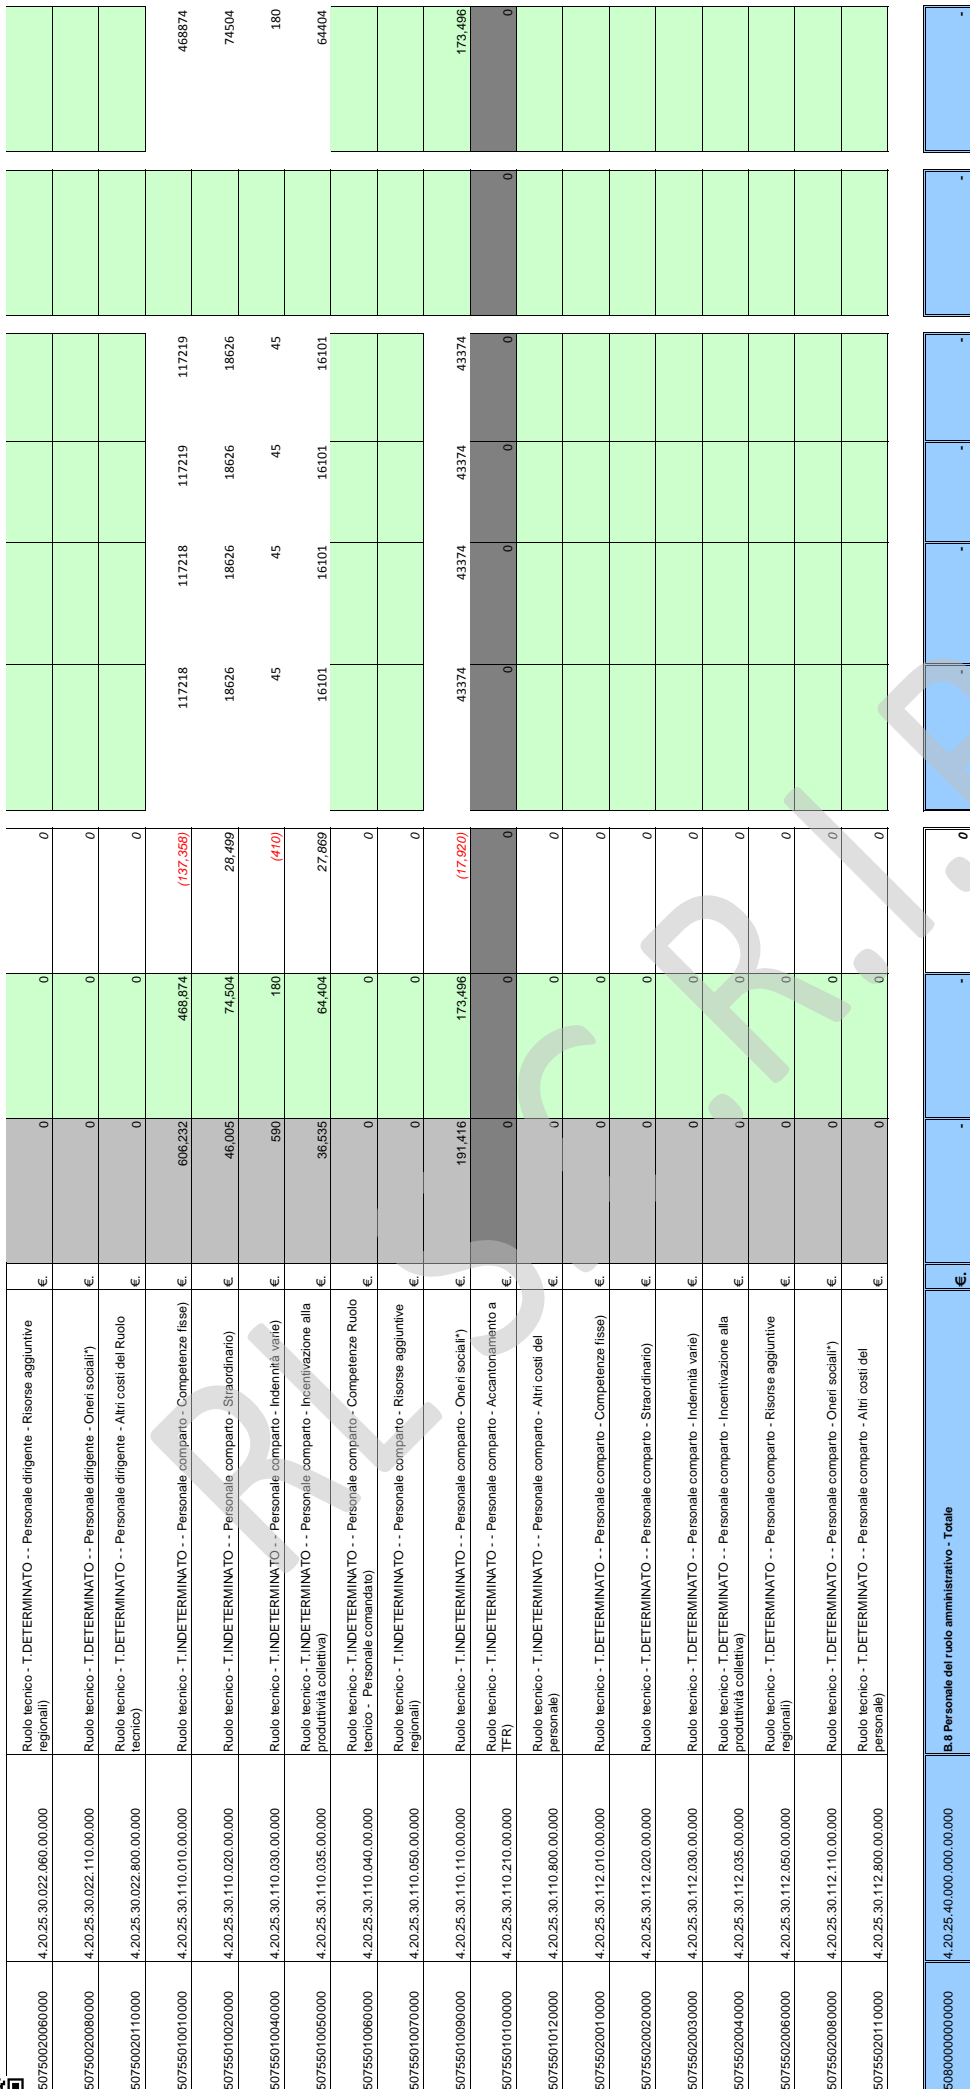 507500200600000 4.20.25.30.022.060.00.000 Ruolo tecnico - T.DETERMINATO - - Personale dirigente - Risorse aggiuntive
regionali) €. 0 0 0
507500200800000 4.20.25.30.022.110.00.000 Ruolo tecnico - T.DETERMINATO - - Personale dirigente - Oneri sociali*) €. 0 0 0
507500201100000 4.20.25.30.022.800.00.000 Ruolo tecnico - T.DETERMINATO - - Personale dirigente - Altri costi del Ruolo
tecnico) €. 0 0 0
507550100100000 4.20.25.30.110.010.00.000 Ruolo tecnico - T.INDETERMINATO - - Personale comparto - Competenze fisse) €. 606,232 468,874 (137,358) 117218 117218 117219 117219 468874
507550100200000 4.20.25.30.110.020.00.000 Ruolo tecnico - T.INDETERMINATO - - Personale comparto - Straordinario) €. 46,005 74,504 28,499 18626 18626 18626 18626 74504
507550100400000 4.20.25.30.110.030.00.000 Ruolo tecnico - T.INDETERMINATO - - Personale comparto - Indennità varie) €. 590 180 (410) 45 45 45 45 180
507550100500000 4.20.25.30.110.035.00.000 Ruolo tecnico - T.INDETERMINATO - - Personale comparto - Incentivazione alla
produttività collettiva) €. 36,535 64,404 27,869 16101 16101 16101 16101 64404
507550100600000 4.20.25.30.110.040.00.000 Ruolo tecnico - T.INDETERMINATO - - Personale comparto - Competenze Ruolo
tecnico - Personale comandato) €. 0 0 0
507550100700000 4.20.25.30.110.050.00.000 Ruolo tecnico - T.INDETERMINATO - - Personale comparto - Risorse aggiuntive
regionali) €. 0 0 0
507550100900000 4.20.25.30.110.110.00.000 Ruolo tecnico - T.INDETERMINATO - - Personale comparto - Oneri sociali*) €. 191,416 173,496 (17,920) 43374 43374 43374 43374 173,496
507550101000000 4.20.25.30.110.210.00.000 Ruolo tecnico - T.INDETERMINATO - - Personale comparto - Accantonamento a
TFR) €. 0 0 0 0 0 0 0 0 0
507550101200000 4.20.25.30.110.800.00.000 Ruolo tecnico - T.INDETERMINATO - - Personale comparto - Altri costi del
personale) €. 0 0 0
507550200100000 4.20.25.30.112.010.00.000 Ruolo tecnico - T.DETERMINATO - - Personale comparto - Competenze fisse) €. 0 0 0
507550200200000 4.20.25.30.112.020.00.000 Ruolo tecnico - T.DETERMINATO - - Personale comparto - Straordinario) €. 0 0 0
507550200300000 4.20.25.30.112.030.00.000 Ruolo tecnico - T.DETERMINATO - - Personale comparto - Indennità varie) €. 0 0 0
507550200400000 4.20.25.30.112.035.00.000 Ruolo tecnico - T.DETERMINATO - - Personale comparto - Incentivazione alla
produttività collettiva) €. 0 0 0
507550200600000 4.20.25.30.112.050.00.000 Ruolo tecnico - T.DETERMINATO - - Personale comparto - Risorse aggiuntive
regionali) €. 0 0 0
507550200800000 4.20.25.30.112.110.00.000 Ruolo tecnico - T.DETERMINATO - - Personale comparto - Oneri sociali*) €. 0 0 0
507550201100000 4.20.25.30.112.800.00.000 Ruolo tecnico - T.DETERMINATO - - Personale comparto - Altri costi del
personale) €. 0 0 0
508000000000000 4.20.25.40.000.000.00.000 B.8 Personale del ruolo amministrativo - Totale €. - - 0 - - - - - -